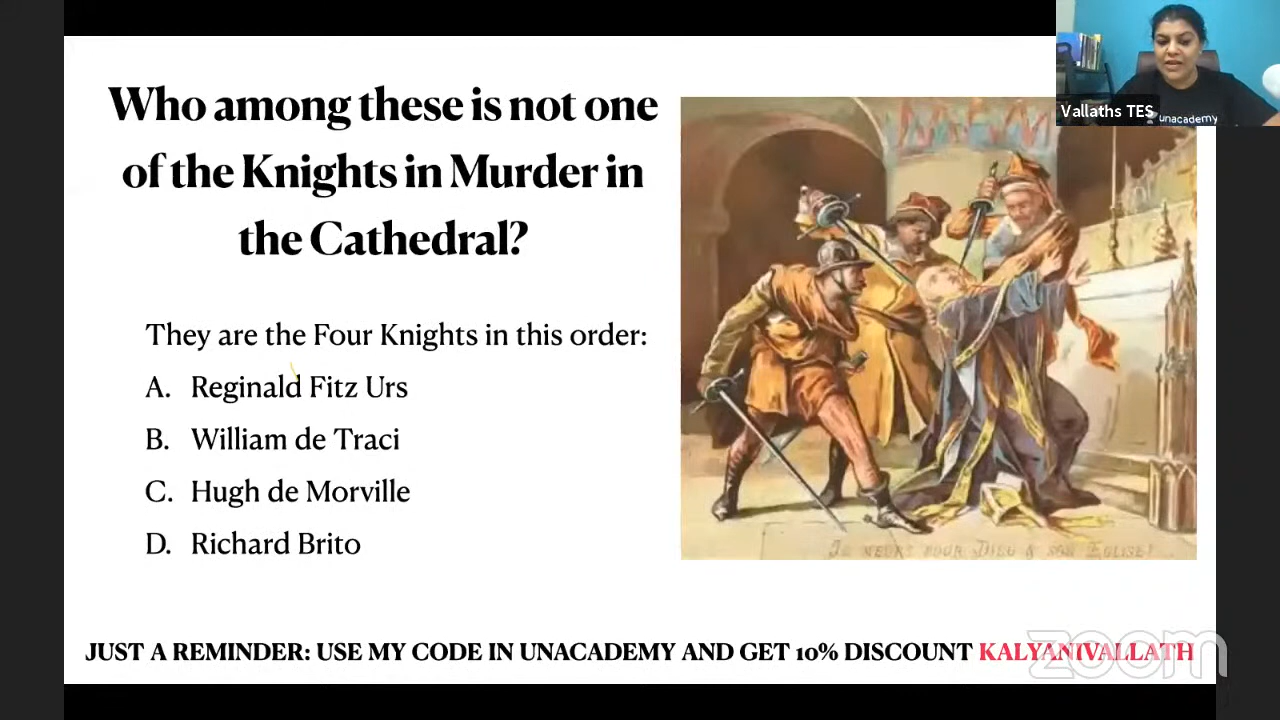 Who among these is not one
of the Knights in Murder in
the Cathedral?
They are the Four Knights in this order:
A. Reginald Fitz Urs
B. William de Traci
C. Hugh de Morville
D. Richard Brito
Vallaths TES
unacademy
JE MEURS POUR DIEU & SON EGLISE!
JUST A REMINDER: USE MY CODE IN UNACADEMY AND GET 10% DISCOUNT KALYANIVALLATH
zoom